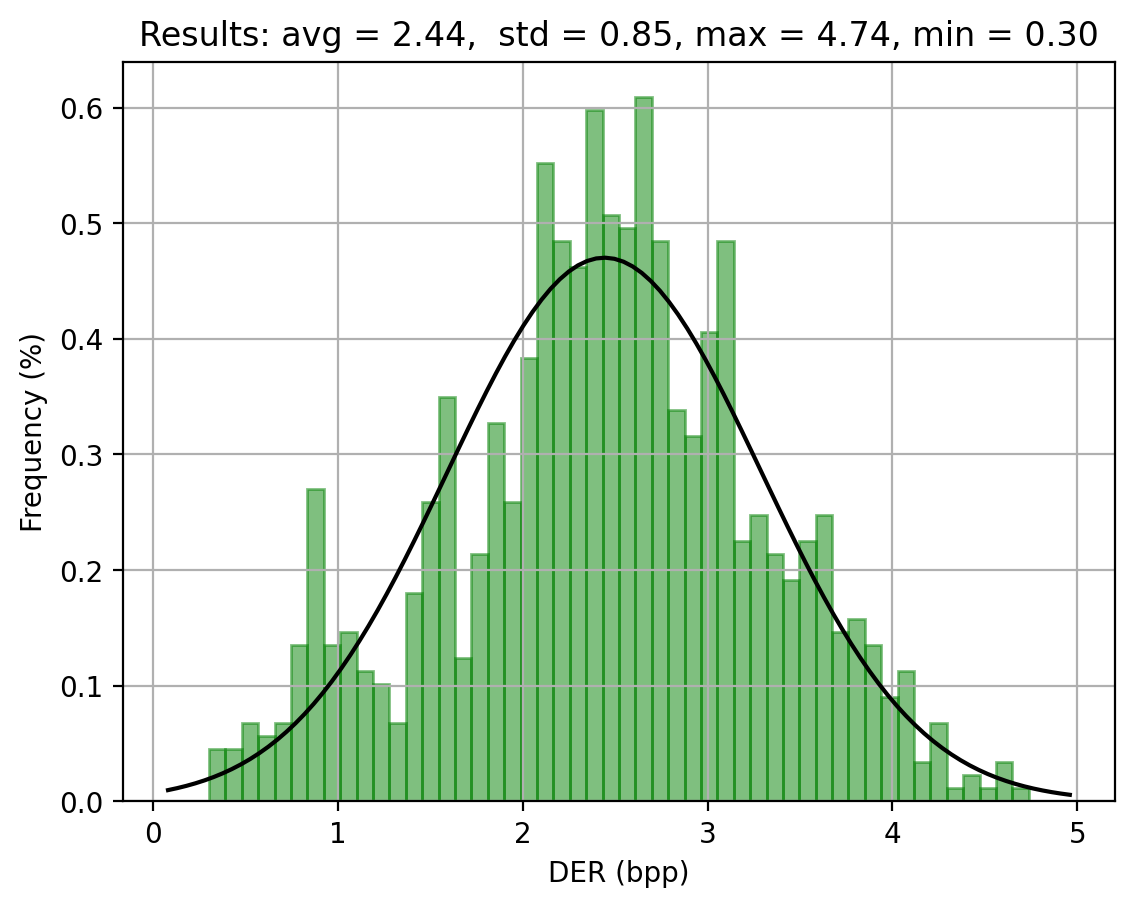 Results: avg = 2.44,  std = 0.85, max = 4.74, min = 0.30
Frequency (%)
0.6
0.5
0.4
0.3
0.2
0.1
0.0
0 1 2 3 4 5
DER (bpp)